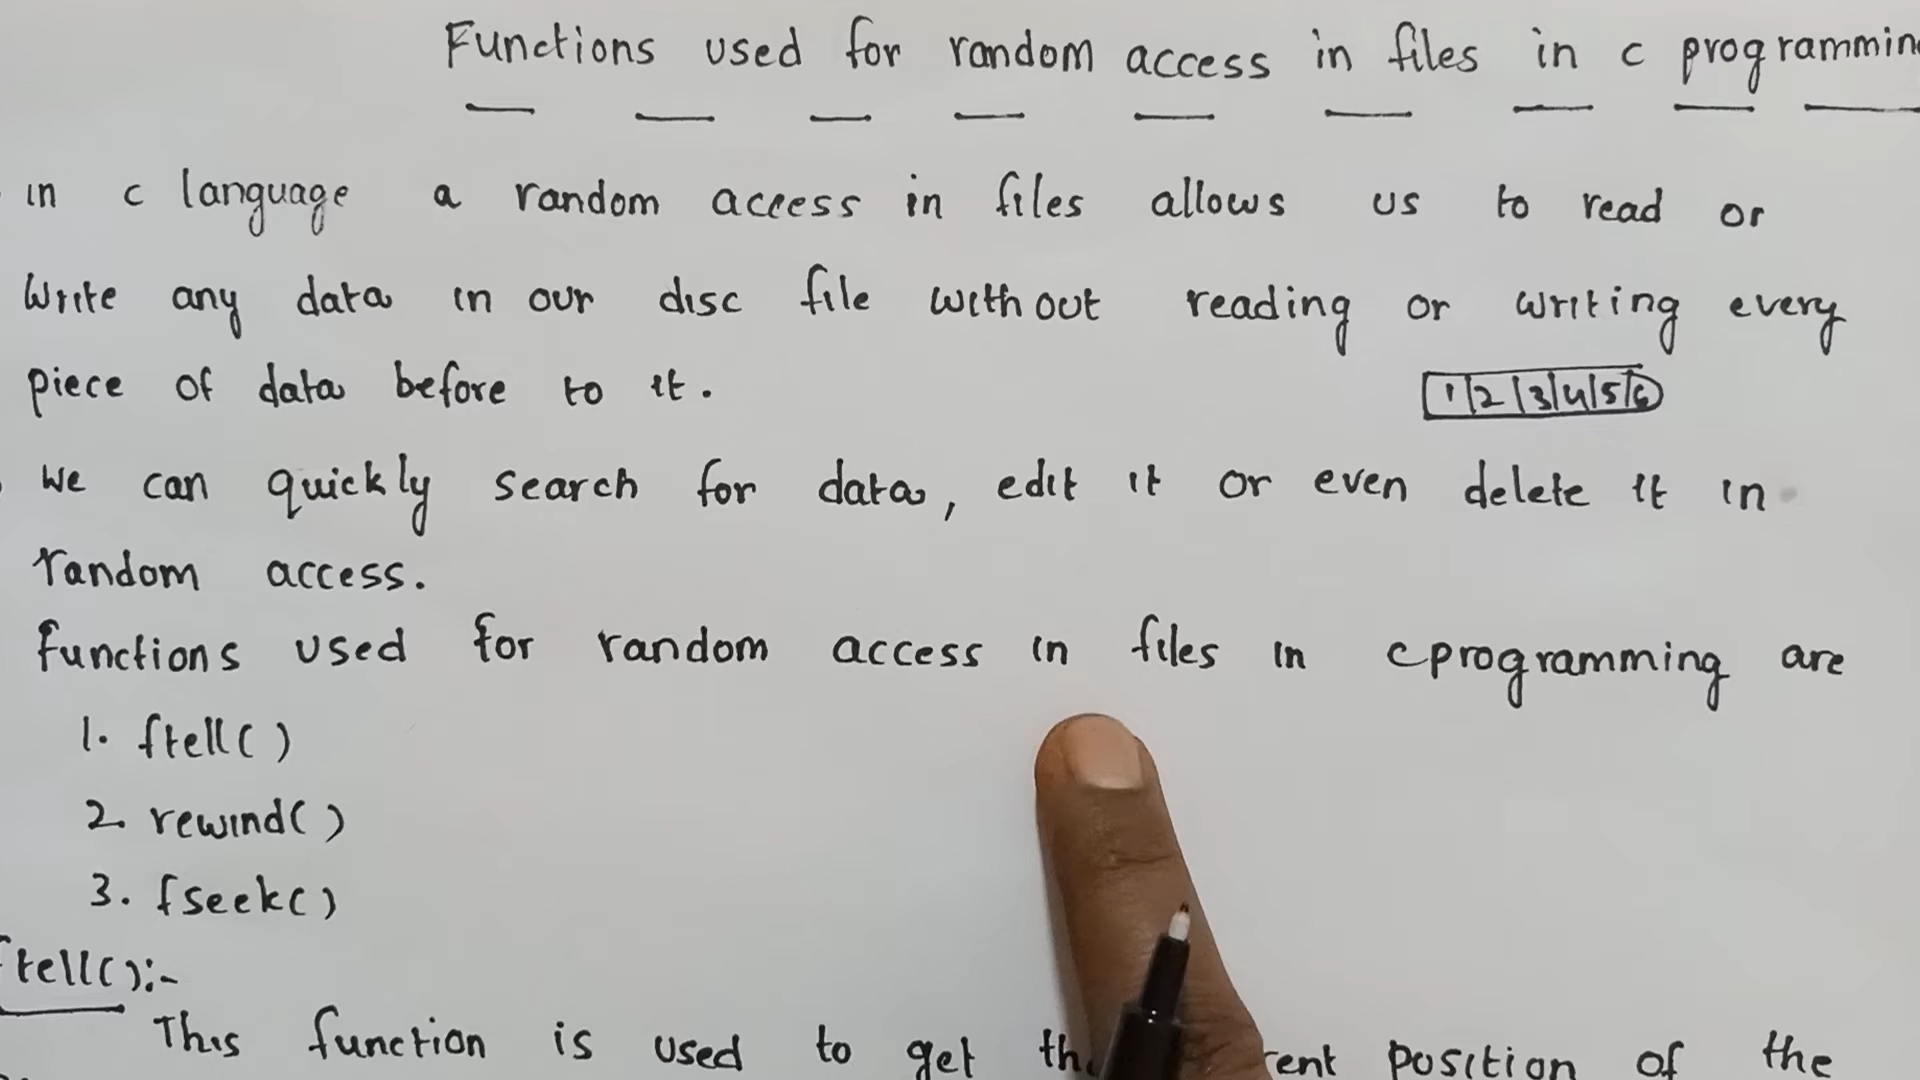 Functions used for random access in files in c programmin
in c language a random access in files allows us to read or
Write any data in our disc file without reading or writing every
piece of data before to it.
1 2 3 4 5 6
We can quickly search for data, edit it or even delete it in
random access.
functions used for random access in files in cprogramming are
1. ftell()
2. rewind()
3. fseek()
ftell():-
This function is used to get position of the